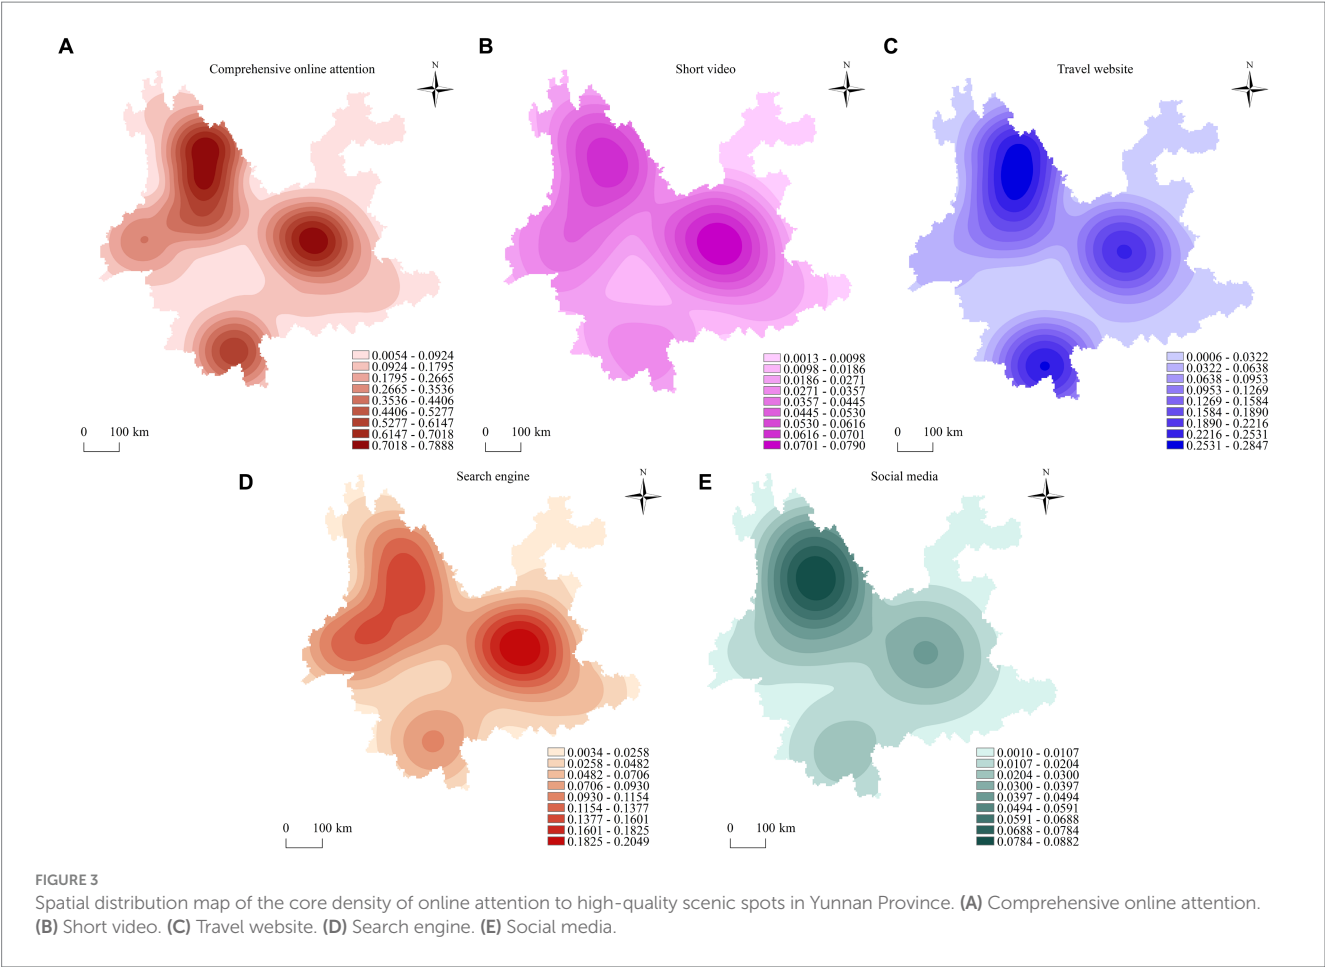 A
Comprehensive online attention
N
0.0054 - 0.0924
0.0924 - 0.1795
0.1795 - 0.2665
0.2665 - 0.3536
0.3536 - 0.4406
0.4406 - 0.5277
0.5277 - 0.6147
0.6147 - 0.7018
0.7018 - 0.7888
0 100 km
B
Short video
N
0.0013 - 0.0098
0.0098 - 0.0186
0.0186 - 0.0271
0.0271 - 0.0357
0.0357 - 0.0445
0.0445 - 0.0530
0.0530 - 0.0616
0.0616 - 0.0701
0.0701 - 0.0790
0 100 km
C
Travel website
N
0.0006 - 0.0322
0.0322 - 0.0638
0.0638 - 0.0953
0.0953 - 0.1269
0.1269 - 0.1584
0.1584 - 0.1890
0.1890 - 0.2216
0.2216 - 0.2531
0.2531 - 0.2847
0 100 km
D
Search engine
N
0.0034 - 0.0258
0.0258 - 0.0482
0.0482 - 0.0706
0.0706 - 0.0930
0.0930 - 0.1154
0.1154 - 0.1377
0.1377 - 0.1601
0.1601 - 0.1825
0.1825 - 0.2049
0 100 km
E
Social media
N
0.0010 - 0.0107
0.0107 - 0.0204
0.0204 - 0.0300
0.0300 - 0.0397
0.0397 - 0.0494
0.0494 - 0.0591
0.0591 - 0.0688
0.0688 - 0.0784
0.0784 - 0.0882
0 100 km
FIGURE 3
Spatial distribution map of the core density of online attention to high-quality scenic spots in Yunnan Province. (A) Comprehensive online attention.
(B) Short video. (C) Travel website. (D) Search engine. (E) Social media.